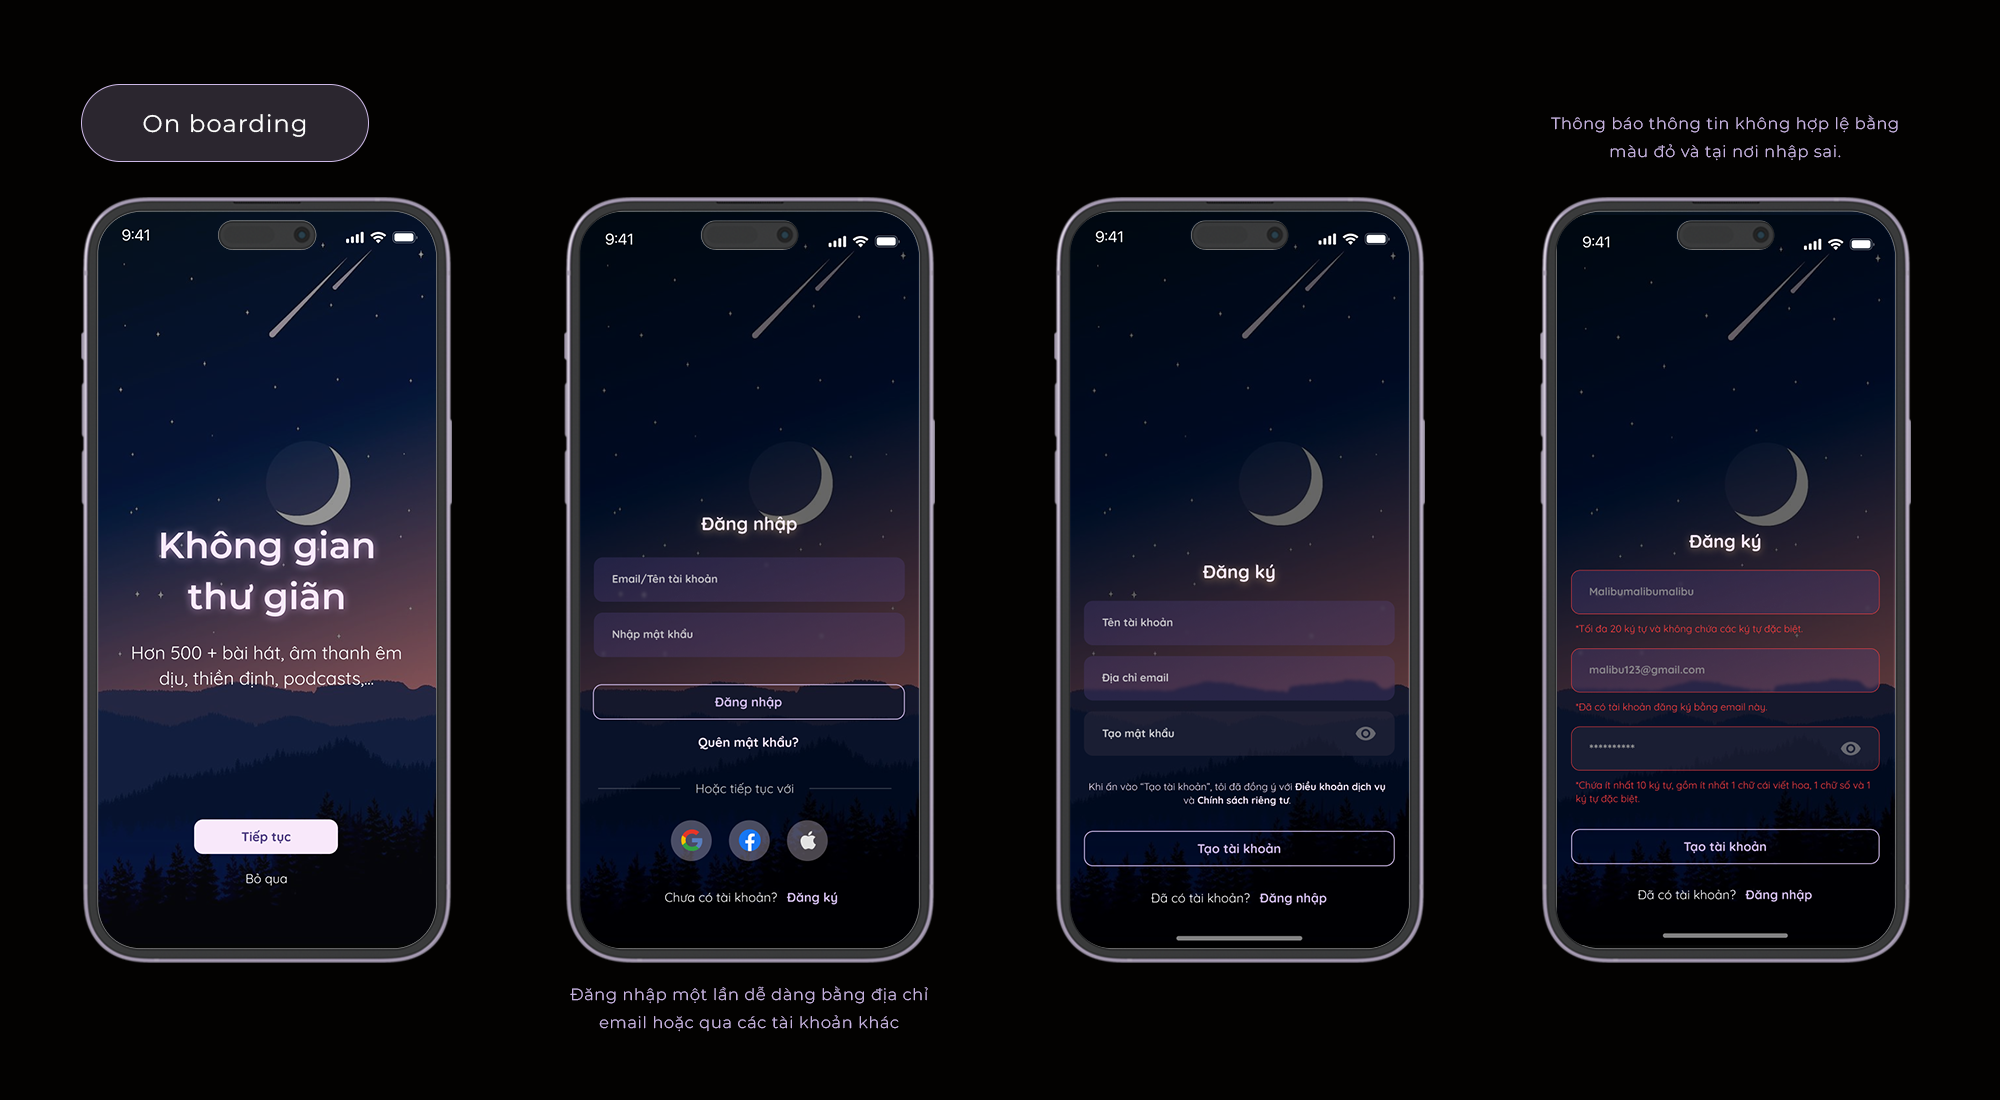 On boarding
Thông báo thông tin không hợp lệ bằng
màu đỏ và tại nơi nhập sai.
9:41
Không gian
thư giãn
Hơn 500 + bài hát, âm thanh êm
dịu, thiền định, podcasts,...
Tiếp tục
Bỏ qua
9:41
Đăng nhập
Email/Tên tài khoản
Nhập mật khẩu
Đăng nhập
Quên mật khẩu?
Hoặc tiếp tục với
Chưa có tài khoản? Đăng ký
Đăng nhập một lần dễ dàng bằng địa chỉ
email hoặc qua các tài khoản khác
9:41
Đăng ký
Tên tài khoản
Địa chỉ email
Tạo mật khẩu
Khi ấn vào "Tạo tài khoản", tôi đã đồng ý với Điều khoản dịch vụ
và Chính sách riêng tư.
Tạo tài khoản
Đã có tài khoản? Đăng nhập
9:41
Đăng ký
Malibumalibumalibu
*Tối đa 20 ký tự và không chứa các ký tự đặc biệt.
malibu123@gmail.com
*Đã có tài khoản đăng ký bằng email này.
**********
*Chứa ít nhất 10 ký tự, gồm ít nhất 1 chữ cái viết hoa, 1 chữ số và 1
ký tự đặc biệt.
Tạo tài khoản
Đã có tài khoản? Đăng nhập